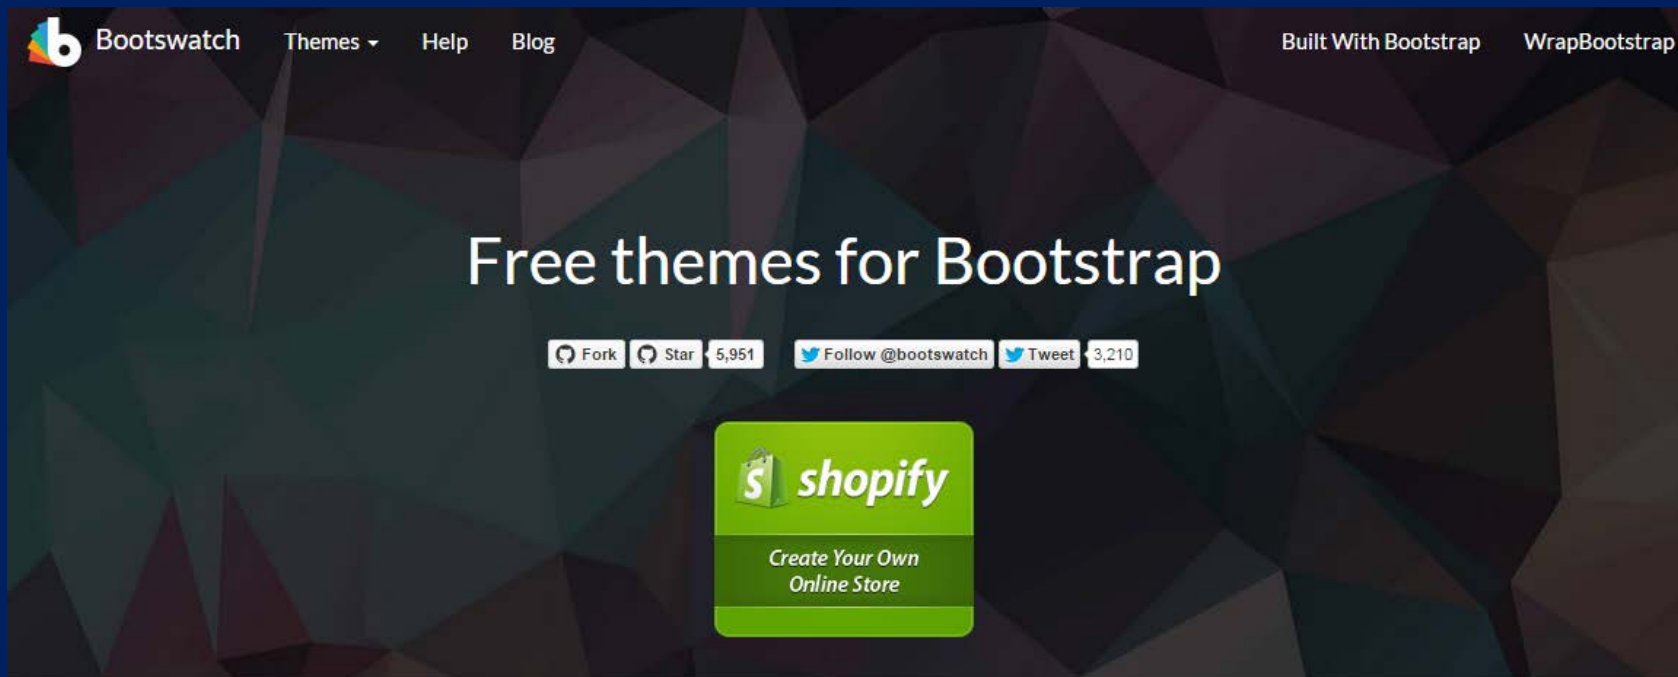 Bootswatch Themes Help Blog Built With Bootstrap WrapBootstrap
Free themes for Bootstrap
Fork Star 5,951 Follow @bootswatch Tweet 3,210
shopify
Create Your Own
Online Store